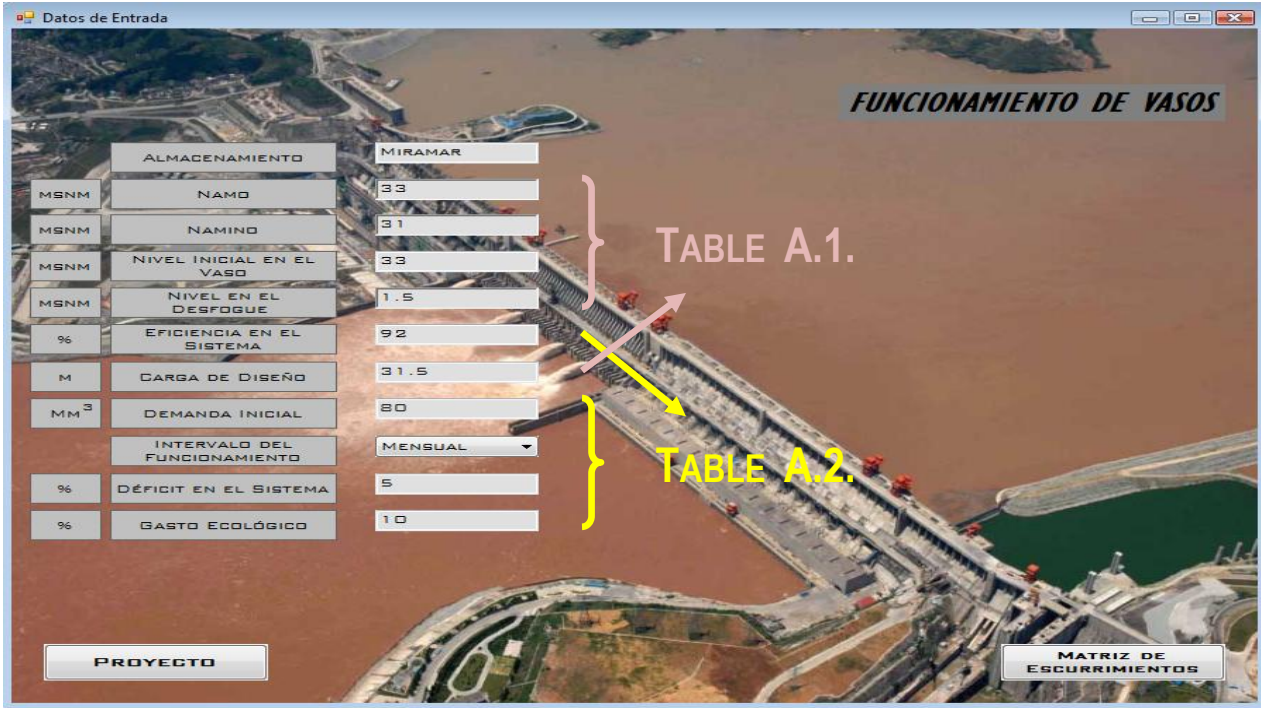 Datos de Entrada
FUNCIONAMIENTO DE VASOS
ALMACENAMIENTO MIRAMAR
MSNM NAMO 33
MSNM NAMINO 31
MSNM NIVEL INICIAL EN EL VASO 33
MSNM NIVEL EN EL DESFOGUE 1.5
% EFICIENCIA EN EL SISTEMA 92
M CARGA DE DISEÑO 31.5
MM³ DEMANDA INICIAL 80
INTERVALO DEL FUNCIONAMIENTO MENSUAL
% DÉFICIT EN EL SISTEMA 5
% GASTO ECOLÓGICO 10
TABLE A.1.
TABLE A.2.
PROYECTO
MATRIZ DE ESCURRIMIENTOS